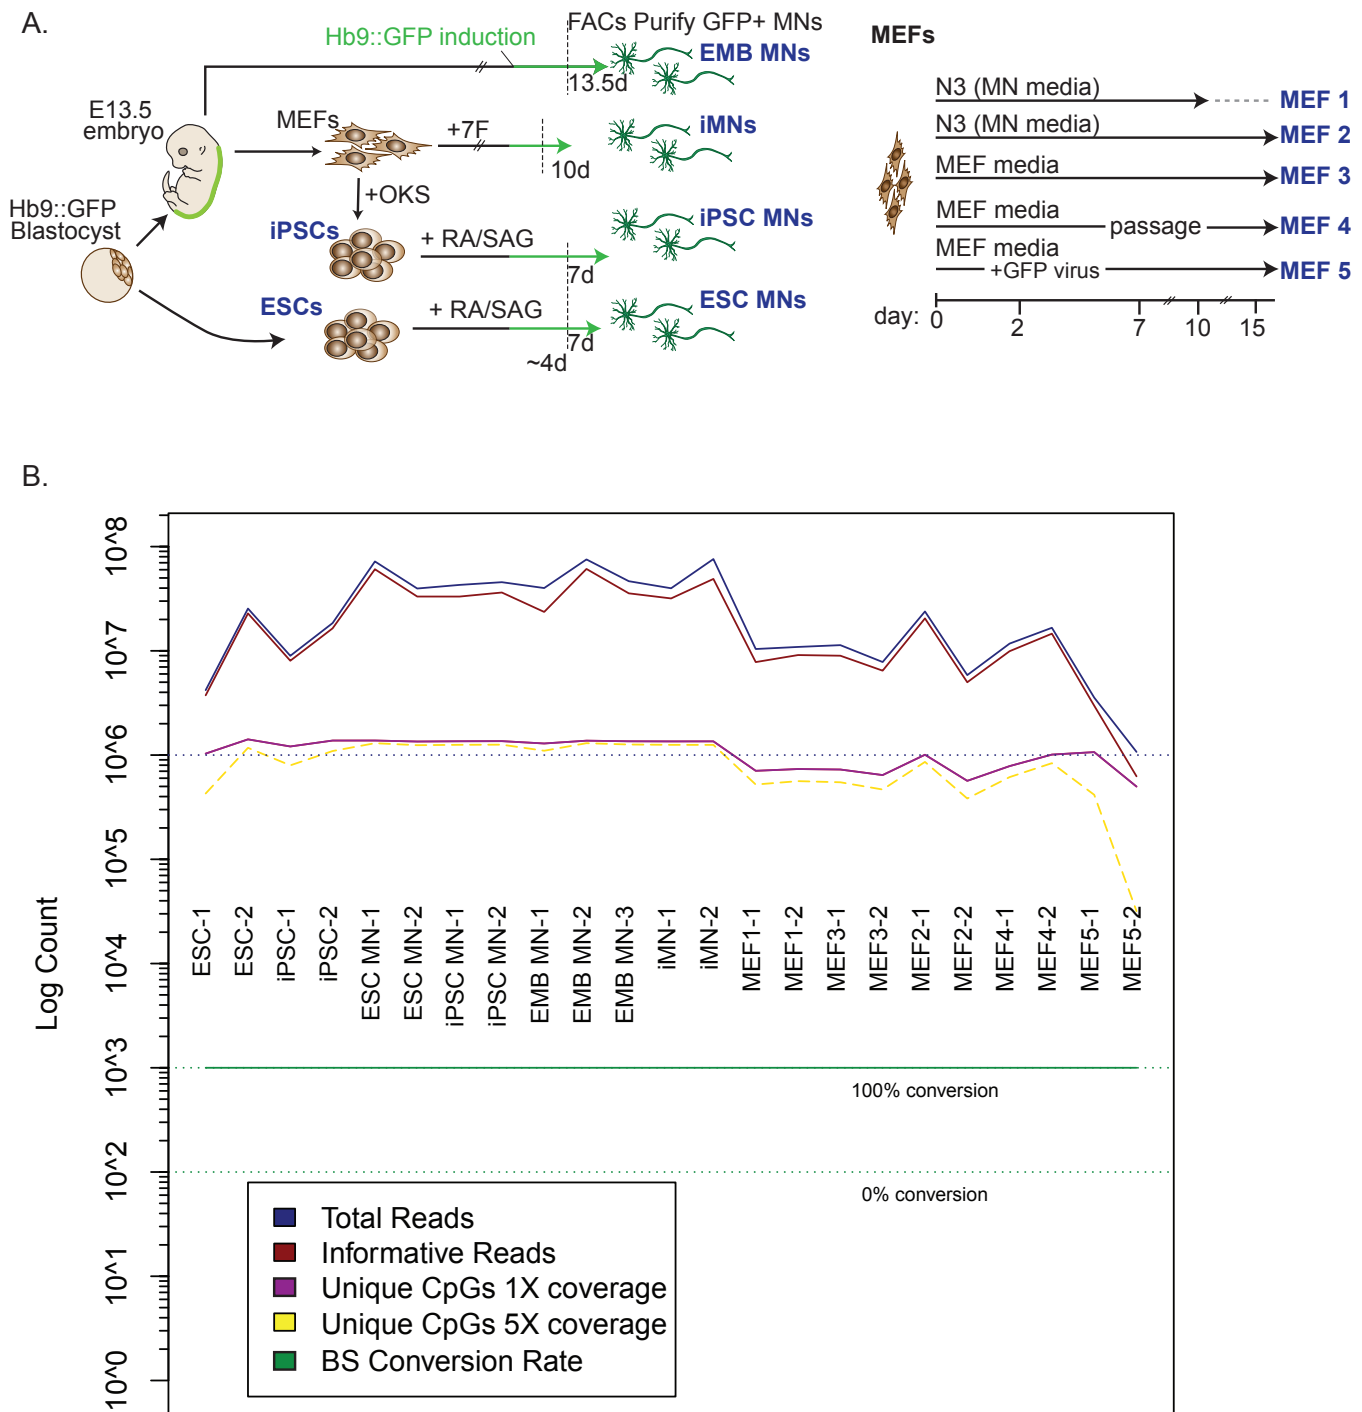 A.
FACs Purify GFP+ MNs
Hb9::GFP induction
EMB MNs
13.5d
E13.5
embryo
MEFs
+7F
iMNs
10d
+OKS
Hb9::GFP
Blastocyst
iPSCs
+ RA/SAG
iPSC MNs
7d
ESCs
+ RA/SAG
ESC MNs
7d
~4d
MEFs
N3 (MN media)
MEF 1
N3 (MN media)
MEF 2
MEF media
MEF 3
MEF media
passage
MEF 4
MEF media
+GFP virus
MEF 5
day: 0 2 7 10 15
B.
Log Count
10^8
10^7
10^6
10^5
10^4
10^3
10^2
10^1
10^0
ESC-1
ESC-2
iPSC-1
iPSC-2
ESC MN-1
ESC MN-2
iPSC MN-1
iPSC MN-2
EMB MN-1
EMB MN-2
EMB MN-3
iMN-1
iMN-2
MEF1-1
MEF1-2
MEF3-1
MEF3-2
MEF2-1
MEF2-2
MEF4-1
MEF4-2
MEF5-1
MEF5-2
100% conversion
0% conversion
Total Reads
Informative Reads
Unique CpGs 1X coverage
Unique CpGs 5X coverage
BS Conversion Rate